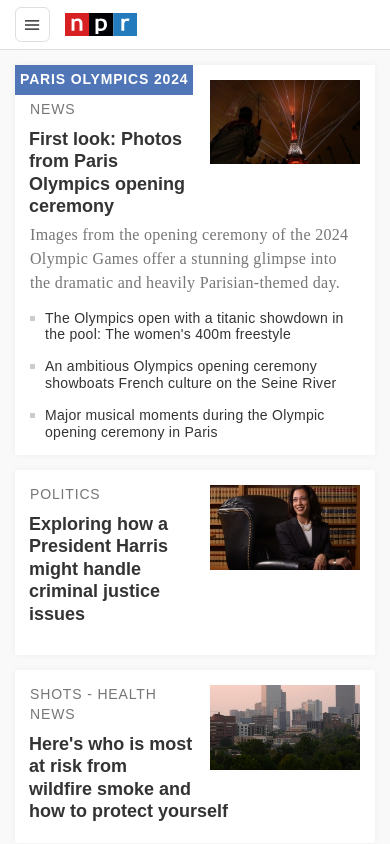 npr
PARIS OLYMPICS 2024
NEWS
First look: Photos
from Paris
Olympics opening
ceremony
Images from the opening ceremony of the 2024
Olympic Games offer a stunning glimpse into
the dramatic and heavily Parisian-themed day.
The Olympics open with a titanic showdown in
the pool: The women's 400m freestyle
An ambitious Olympics opening ceremony
showboats French culture on the Seine River
Major musical moments during the Olympic
opening ceremony in Paris
POLITICS
Exploring how a
President Harris
might handle
criminal justice
issues
SHOTS - HEALTH
NEWS
Here's who is most
at risk from
wildfire smoke and
how to protect yourself